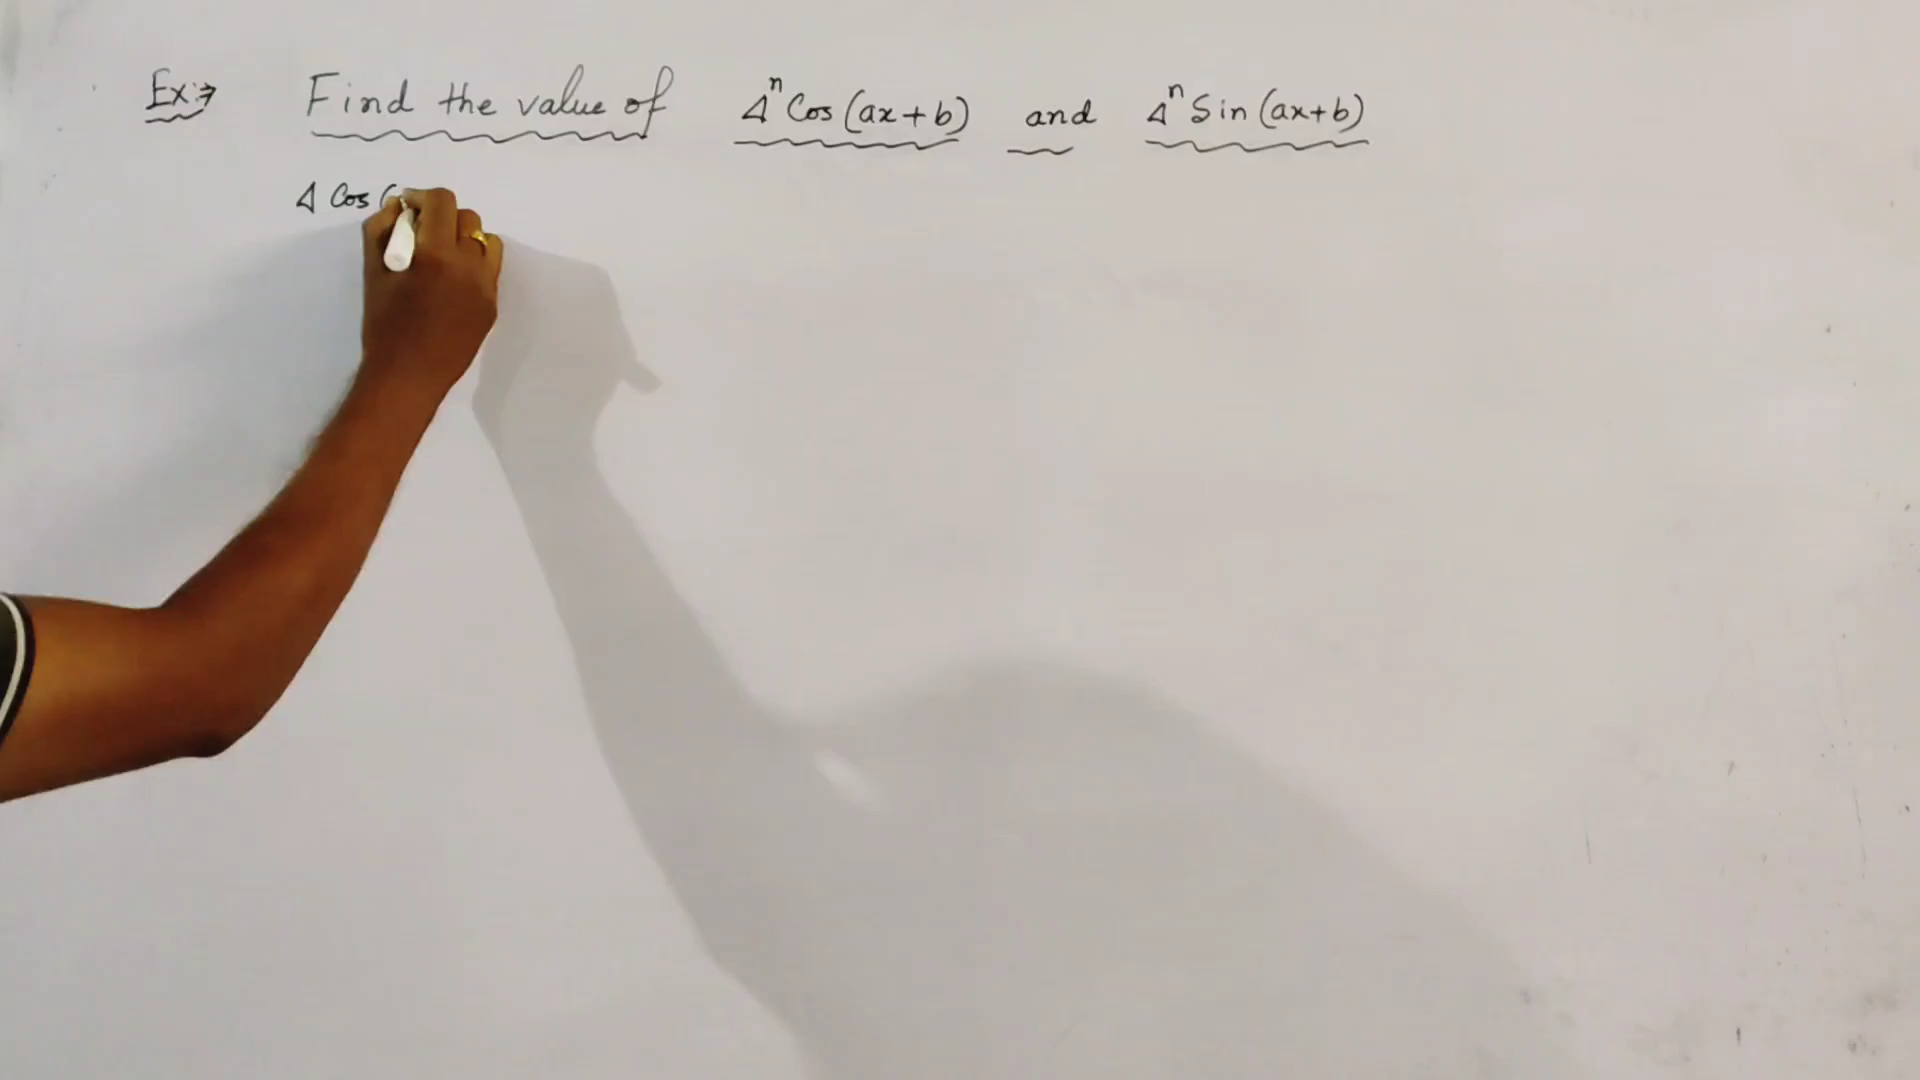 Ex:→ Find the value of Δⁿ Cos (ax+b) and Δⁿ Sin (ax+b)
Δ Cos (